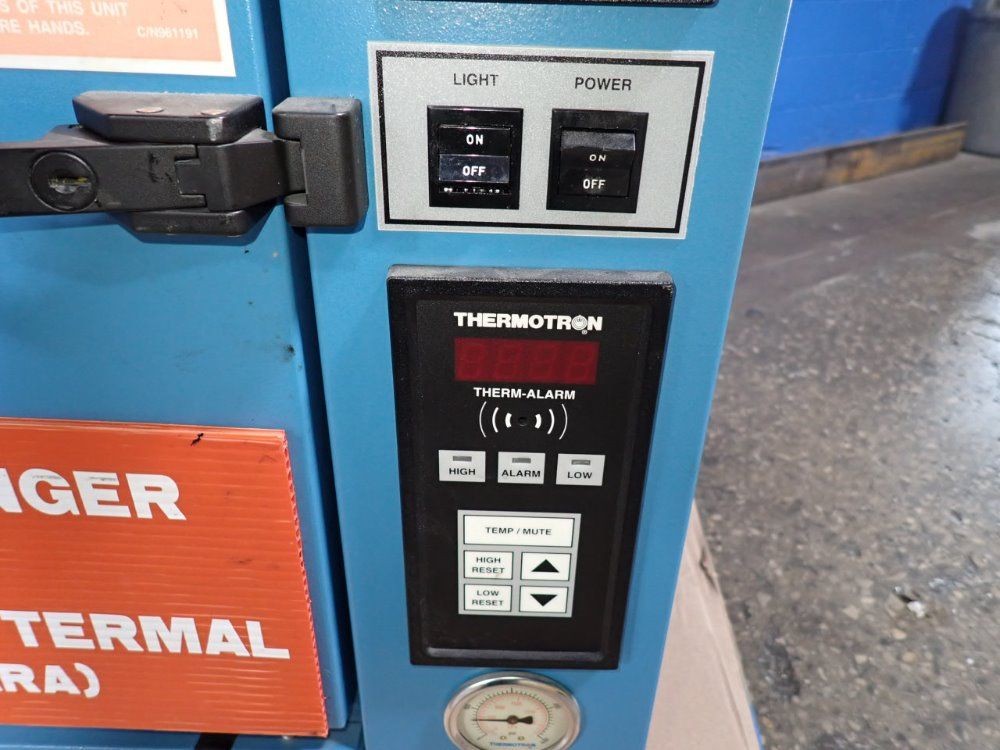 S OF THIS UNIT
RE HANDS. C/N961191
LIGHT POWER
ON ON
OFF OFF
THERMOTRON
THERM-ALARM
HIGH ALARM LOW
TEMP / MUTE
HIGH
RESET
LOW
RESET
NGER
TERMAL
RA)
THERMOTRON